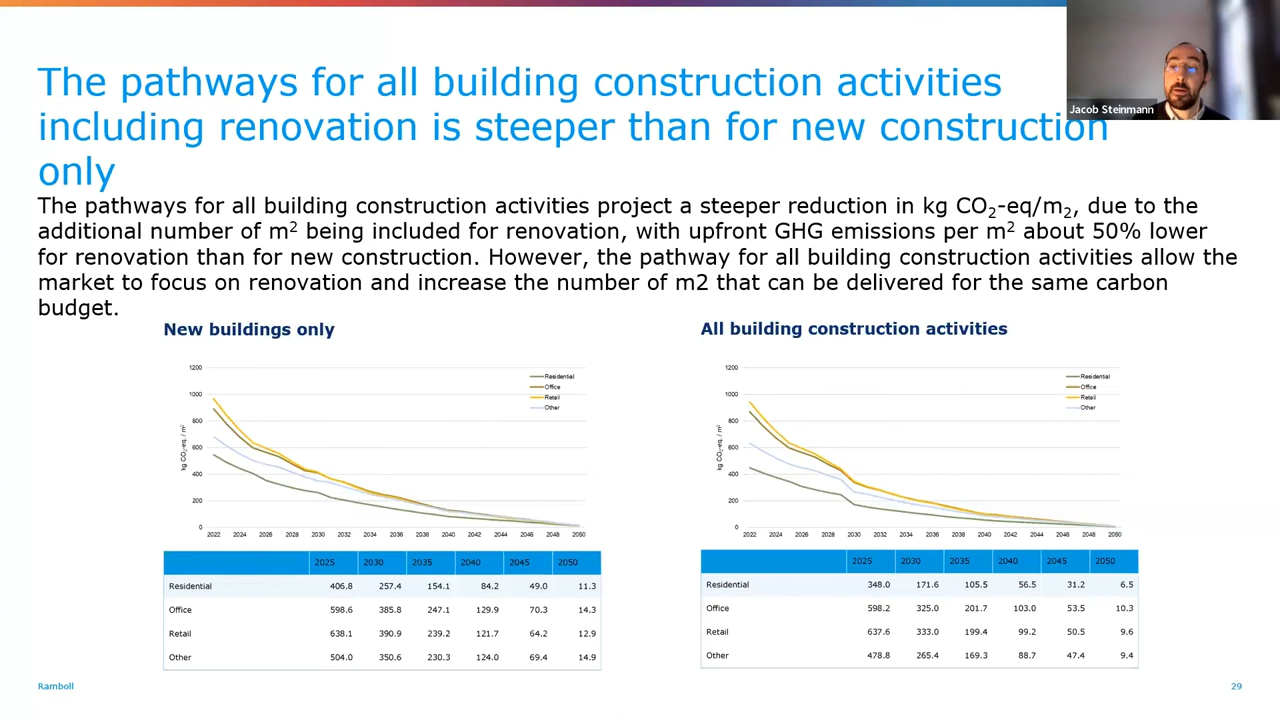 Jacob Steinmann
The pathways for all building construction activities
including renovation is steeper than for new construction
only
The pathways for all building construction activities project a steeper reduction in kg CO2-eq/m2, due to the
additional number of m2 being included for renovation, with upfront GHG emissions per m2 about 50% lower
for renovation than for new construction. However, the pathway for all building construction activities allow the
market to focus on renovation and increase the number of m2 that can be delivered for the same carbon
budget.
New buildings only
kg CO2-eq. / m2
1200
1000
800
600
400
200
0
2022 2024 2026 2028 2030 2032 2034 2036 2038 2040 2042 2044 2046 2048 2050
Residential
Office
Retail
Other
2025 2030 2035 2040 2045 2050
Residential 406.8 257.4 154.1 84.2 49.0 11.3
Office 598.6 385.8 247.1 129.9 70.3 14.3
Retail 638.1 390.9 239.2 121.7 64.2 12.9
Other 504.0 350.6 230.3 124.0 69.4 14.9
All building construction activities
kg CO2-eq. / m2
1200
1000
800
600
400
200
0
2022 2024 2026 2028 2030 2032 2034 2036 2038 2040 2042 2044 2046 2048 2050
Residential
Office
Retail
Other
2025 2030 2035 2040 2045 2050
Residential 348.0 171.6 105.5 56.5 31.2 6.5
Office 598.2 325.0 201.7 103.0 53.5 10.3
Retail 637.6 333.0 199.4 99.2 50.5 9.6
Other 478.8 265.4 169.3 88.7 47.4 9.4
Ramboll
29